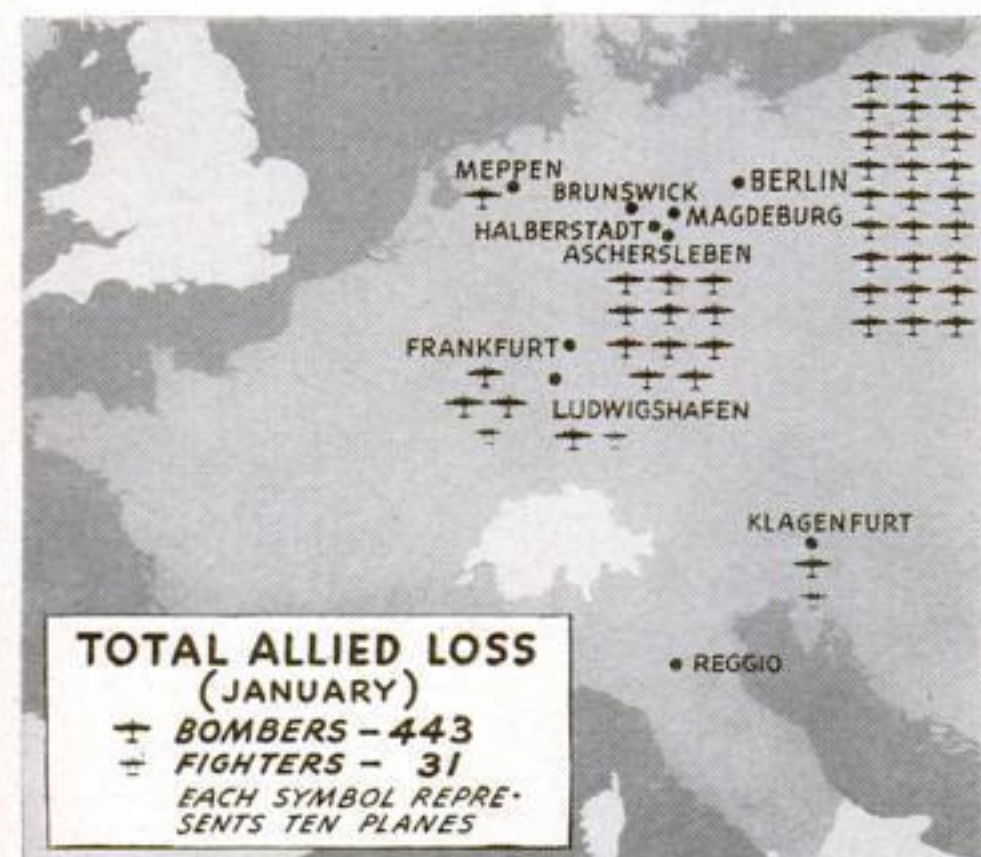 MEPPEN
BRUNSWICK
BERLIN
MAGDEBURG
HALBERSTADT
ASCHERSLEBEN
FRANKFURT
LUDWIGSHAFEN
KLAGENFURT
REGGIO
TOTAL ALLIED LOSS
(JANUARY)
BOMBERS – 443
FIGHTERS – 31
EACH SYMBOL REPRE-
SENTS TEN PLANES